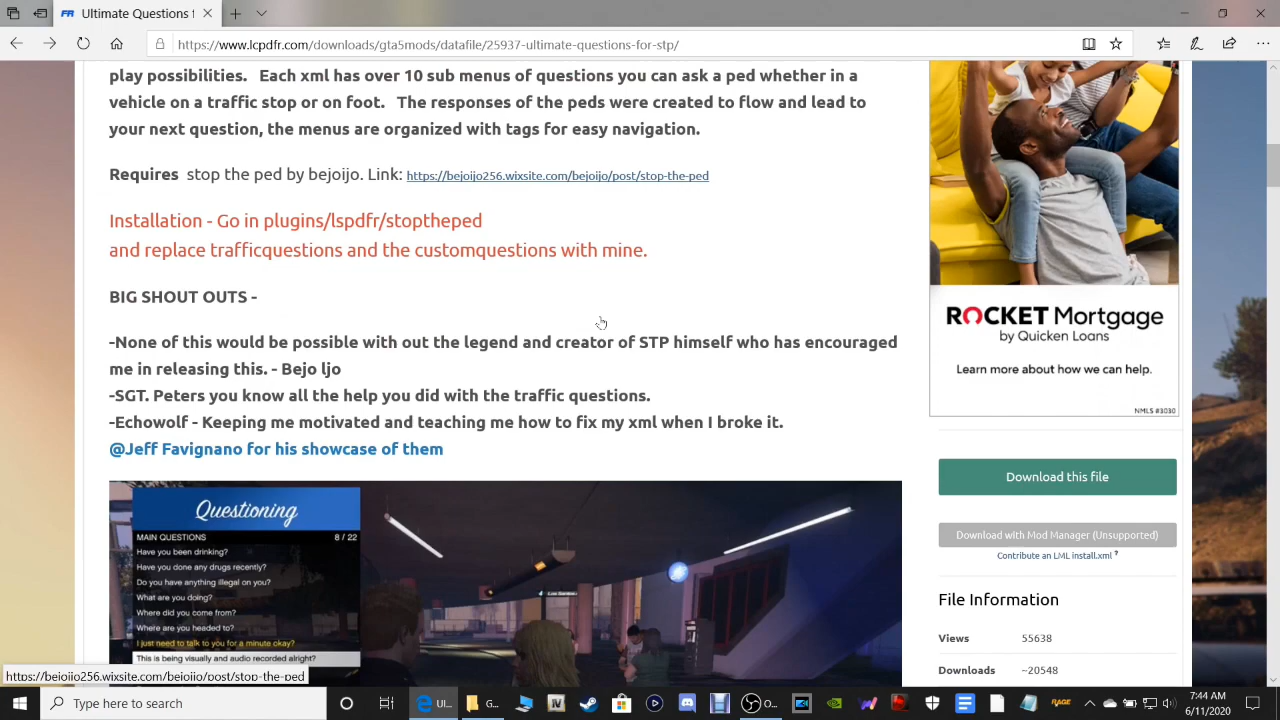 FR
https://www.lcpdfr.com/downloads/gta5mods/datafile/25937-ultimate-questions-for-stp/
play possibilities. Each xml has over 10 sub menus of questions you can ask a ped whether in a
vehicle on a traffic stop or on foot. The responses of the peds were created to flow and lead to
your next question, the menus are organized with tags for easy navigation.
Requires stop the ped by bejoijo. Link: https://bejoijo256.wixsite.com/bejoijo/post/stop-the-ped
Installation - Go in plugins/lspdfr/stoptheped
and replace trafficquestions and the customquestions with mine.
BIG SHOUT OUTS -
-None of this would be possible with out the legend and creator of STP himself who has encouraged
me in releasing this. - Bejo Ijo
-SGT. Peters you know all the help you did with the traffic questions.
-Echowolf - Keeping me motivated and teaching me how to fix my xml when I broke it.
@Jeff Favignano for his showcase of them
Questioning
MAIN QUESTIONS 8 / 22
Have you been drinking?
Have you done any drugs recently?
Do you have anything illegal on you?
What are you doing?
Where did you come from?
Where are you headed to?
I just need to talk to you for a minute okay?
This is being visually and audio recorded alright?
ROCKET Mortgage
by Quicken Loans
Learn more about how we can help.
NMLS #3030
Download this file
Download with Mod Manager (Unsupported)
Contribute an LML install.xml ?
File Information
Views 55638
Downloads ~20548
https://bejoijo256.wixsite.com/bejoijo/post/stop-the-ped
Type here to search
UI...
G...
IV
O...
RAGE
7:44 AM
6/11/2020